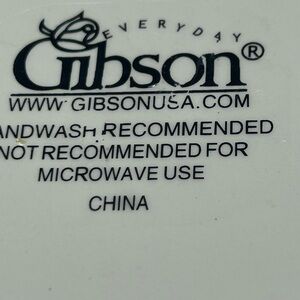 EVERYDAY
Gibson®
WWW.GIBSONUSA.COM
ANDWASH RECOMMENDED
NOT RECOMMENDED FOR
MICROWAVE USE
CHINA